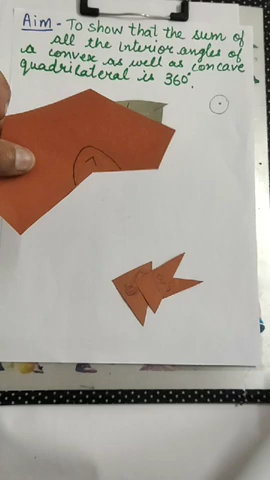 Aim - To show that the sum of
all the interior angles of
a convex as well as concave
quadrilateral is 360°.